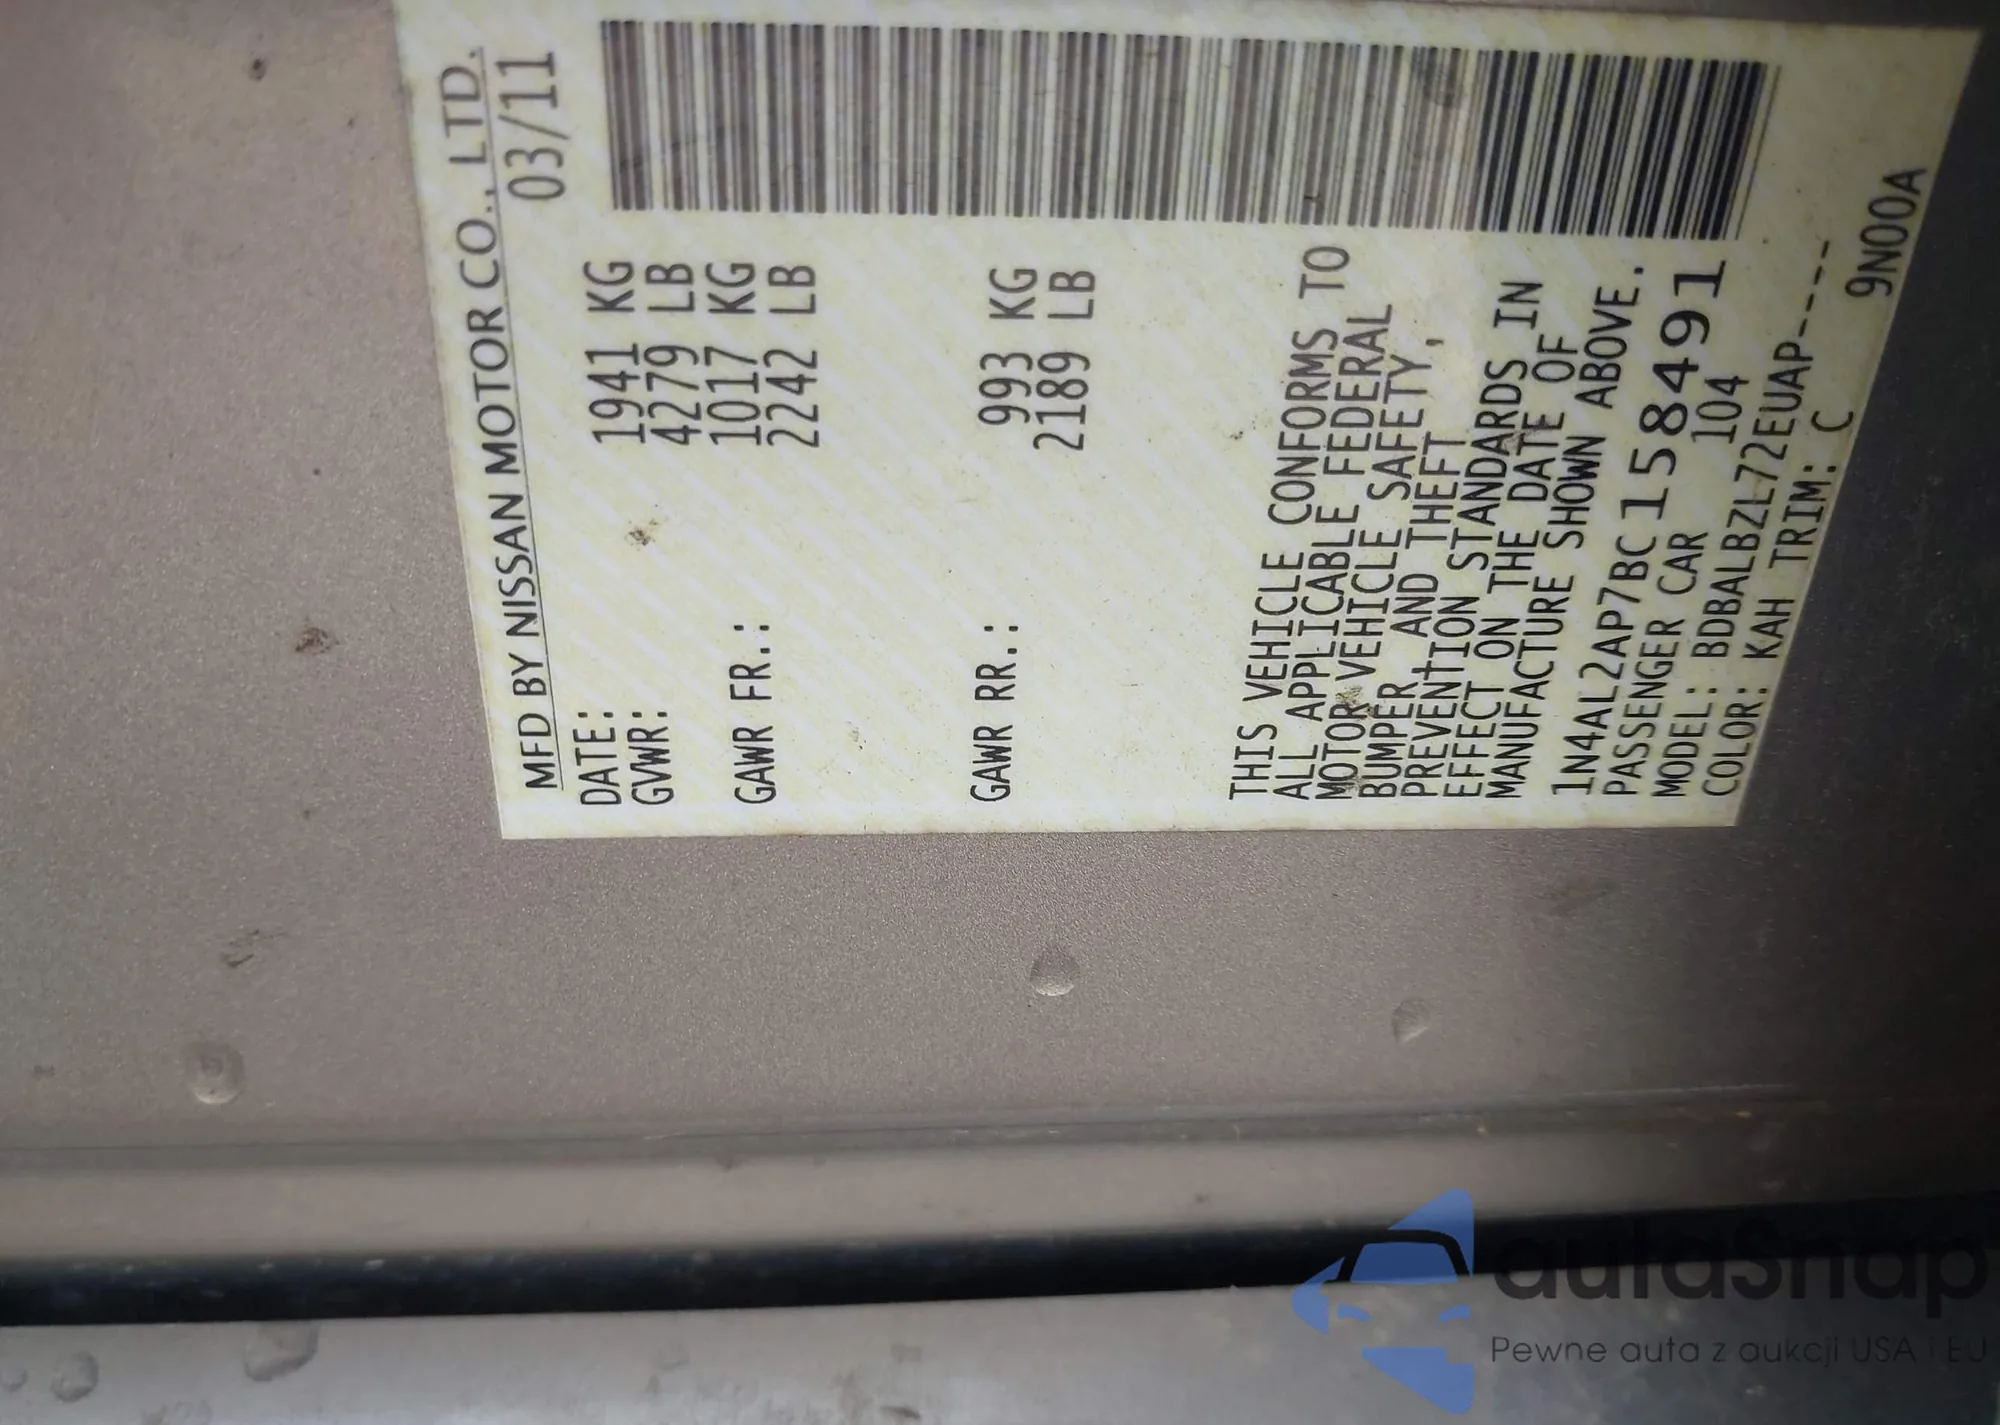 MFD BY NISSAN MOTOR CO., LTD.
DATE: 03/11
GVWR: 1941 KG
4279 LB
GAWR FR.: 1017 KG
2242 LB
GAWR RR.: 993 KG
2189 LB
THIS VEHICLE CONFORMS TO
ALL APPLICABLE FEDERAL
MOTOR VEHICLE SAFETY,
BUMPER AND THEFT
PREVENTION STANDARDS IN
EFFECT ON THE DATE OF
MANUFACTURE SHOWN ABOVE.
1N4AL2AP7BC158491
PASSENGER CAR 104
MODEL: BDBALBZL72EUAP----
COLOR: KAH TRIM: C
9N00A
autaSnap
Pewne auta z aukcji USA i EU